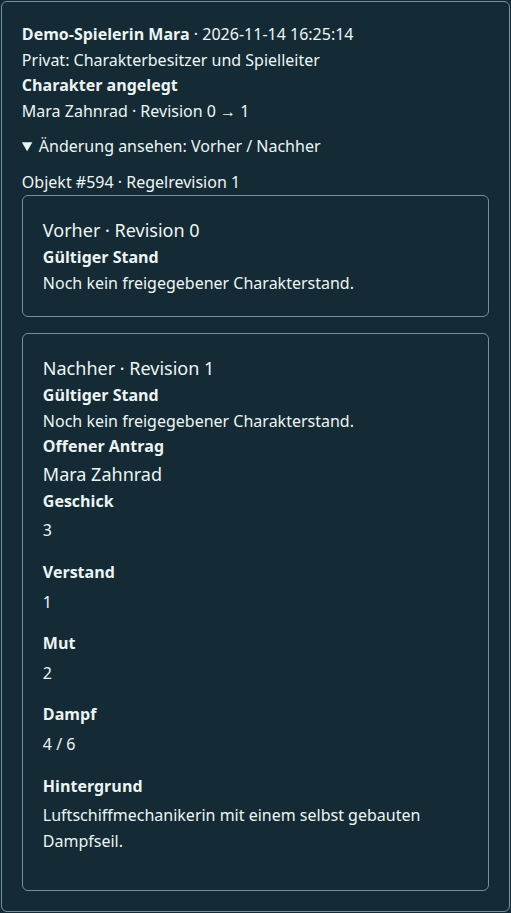 Demo-Spielerin Mara · 2026-11-14 16:25:14
Privat: Charakterbesitzer und Spielleiter
Charakter angelegt
Mara Zahnrad · Revision 0 → 1
▼ Änderung ansehen: Vorher / Nachher
Objekt #594 · Regelrevision 1
Vorher · Revision 0
Gültiger Stand
Noch kein freigegebener Charakterstand.
Nachher · Revision 1
Gültiger Stand
Noch kein freigegebener Charakterstand.
Offener Antrag
Mara Zahnrad
Geschick
3
Verstand
1
Mut
2
Dampf
4 / 6
Hintergrund
Luftschiffmechanikerin mit einem selbst gebauten
Dampfseil.